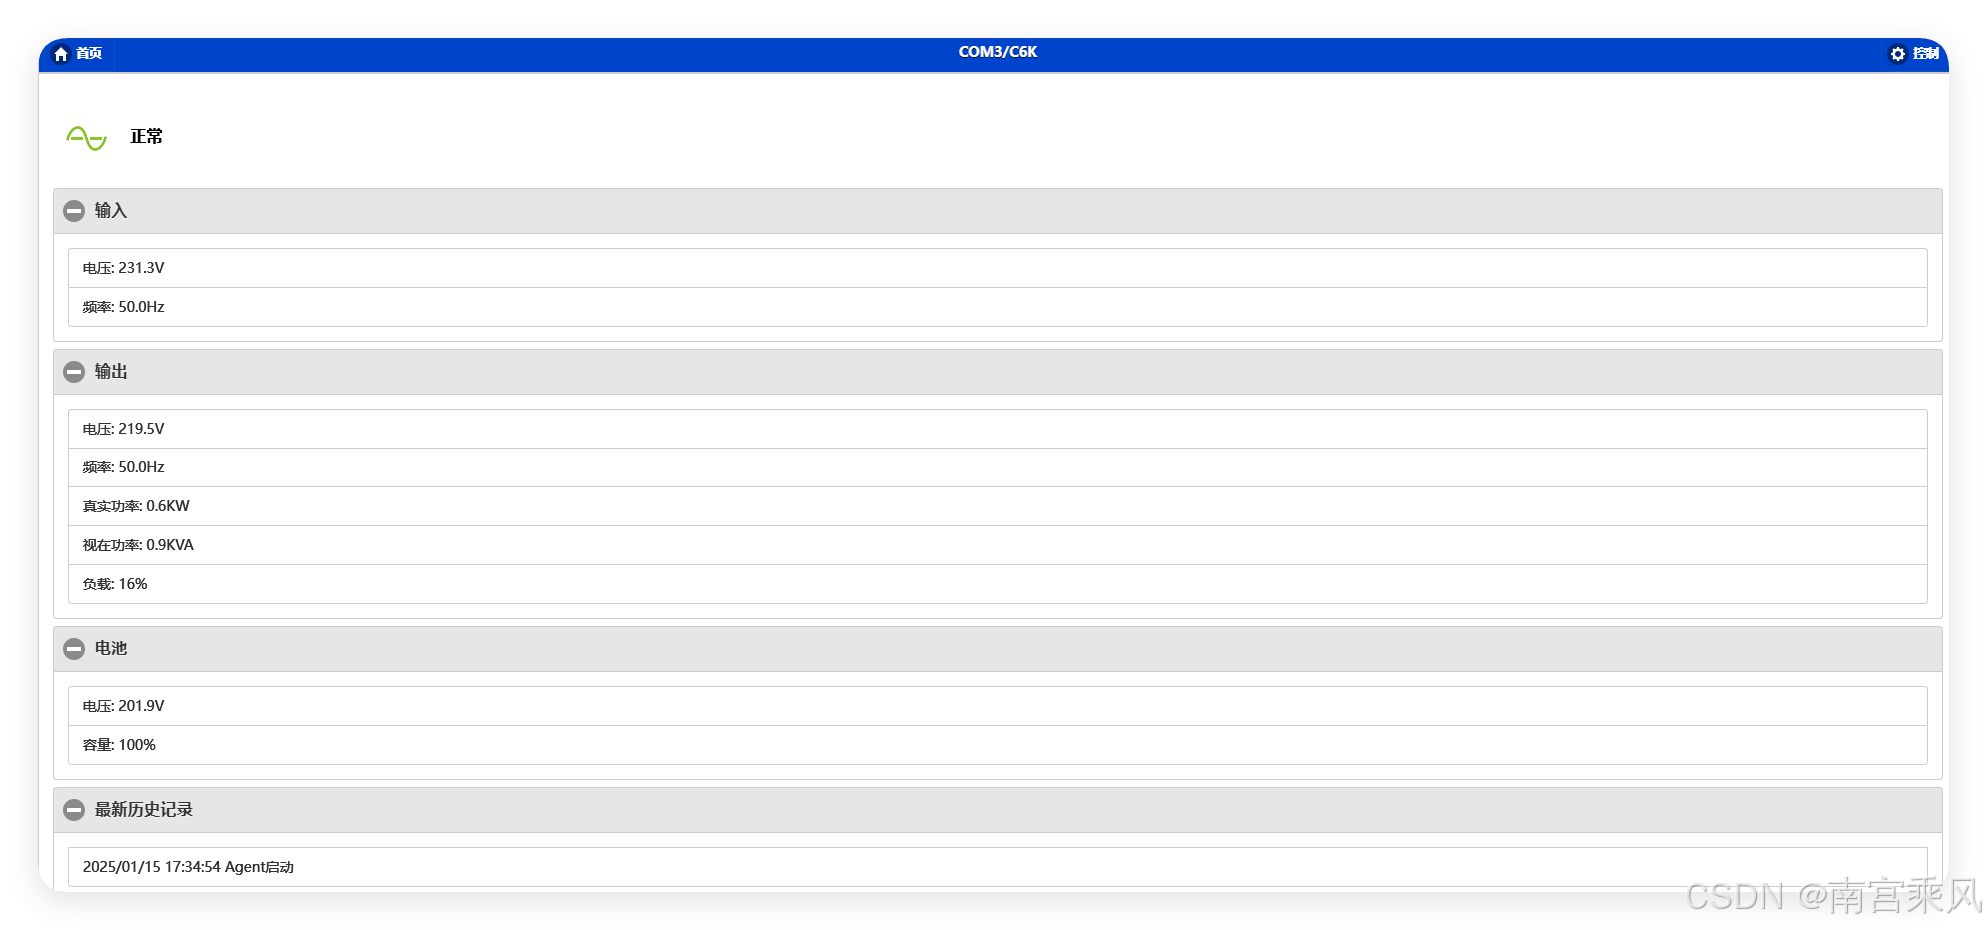 首页
COM3/C6K
控制
正常
输入
电压: 231.3V
频率: 50.0Hz
输出
电压: 219.5V
频率: 50.0Hz
真实功率: 0.6KW
视在功率: 0.9KVA
负载: 16%
电池
电压: 201.9V
容量: 100%
最新历史记录
2025/01/15 17:34:54 Agent启动
CSDN @南宫乘风